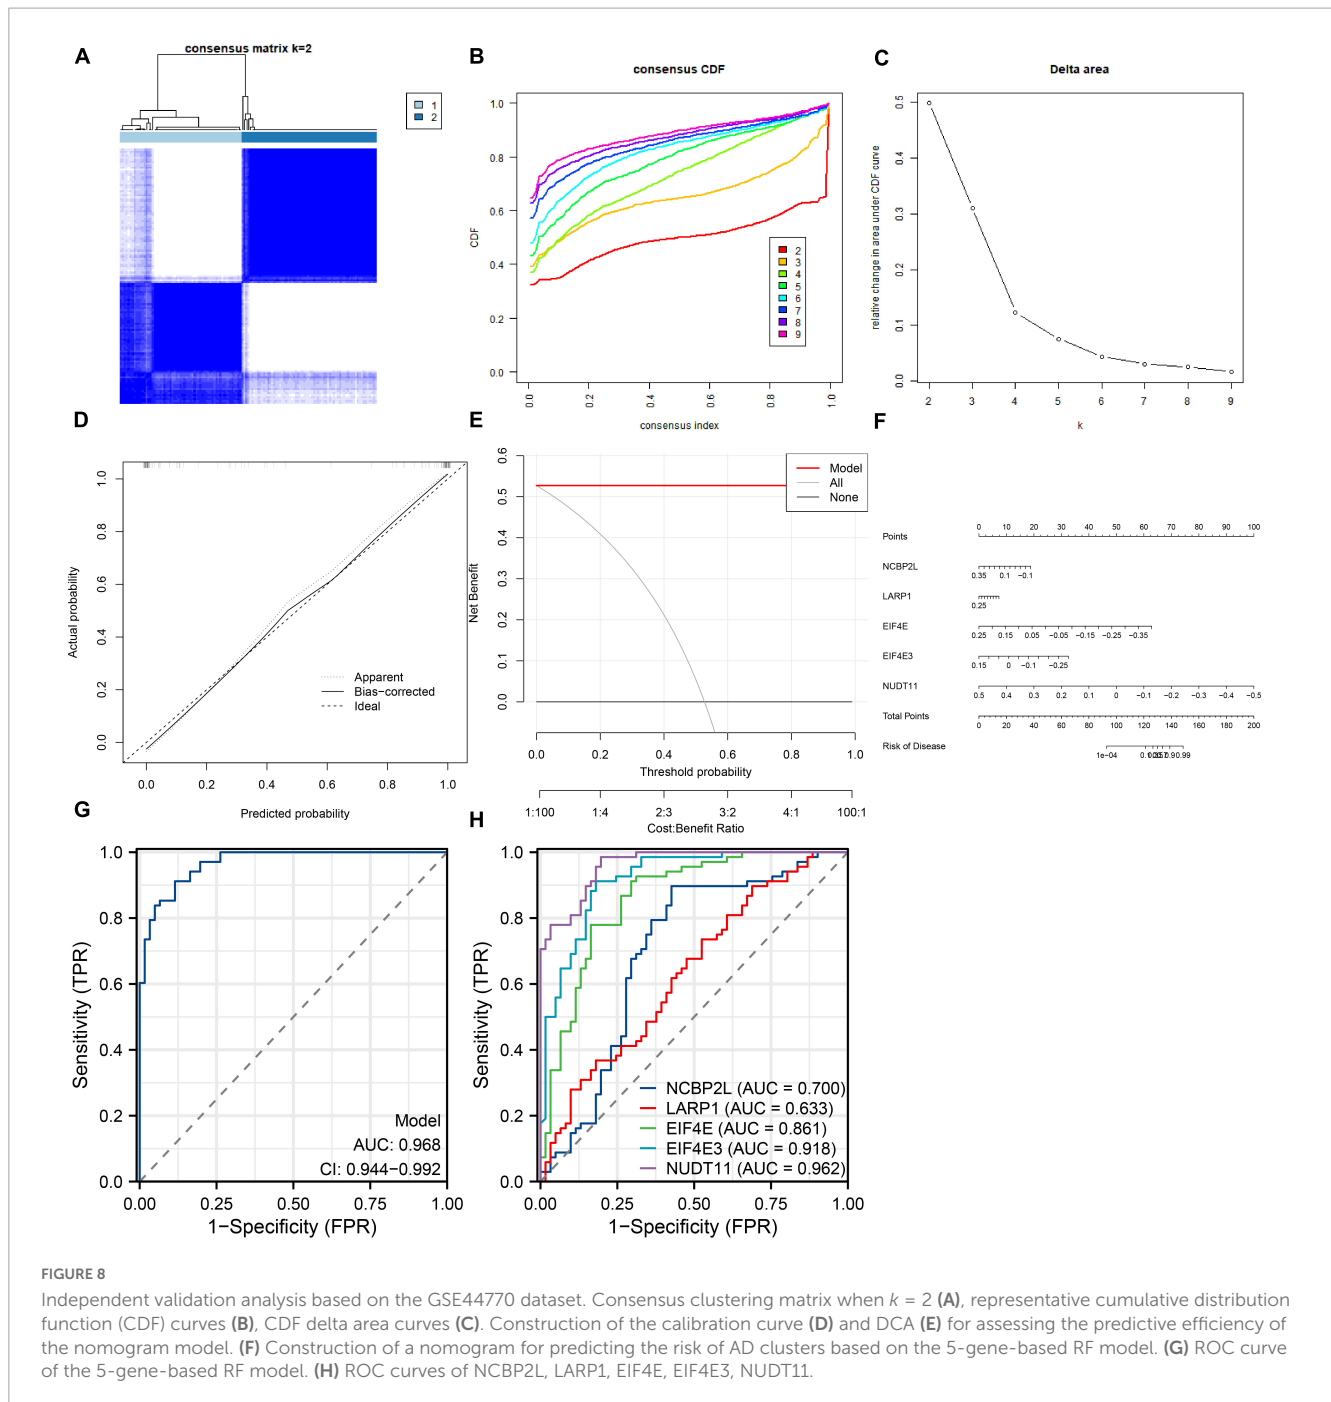 A
consensus matrix k=2
1
2
B
consensus CDF
CDF
1.0
0.8
0.6
0.4
0.2
0.0
0.0
0.2
0.4
0.6
0.8
1.0
consensus index
2
3
4
5
6
7
8
9
C
Delta area
relative change in area under CDF curve
0.5
0.4
0.3
0.2
0.1
0.0
2 3 4 5 6 7 8 9
k
D
Actual probability
1.0
0.8
0.6
0.4
0.2
0.0
Apparent
Bias−corrected
Ideal
0.0 0.2 0.4 0.6 0.8 1.0
Predicted probability
E
Net Benefit
0.6
0.5
0.4
0.3
0.2
0.1
0.0
Model
All
None
0.0 0.2 0.4 0.6 0.8 1.0
Threshold probability
1:100 1:4 2:3 3:2 4:1 100:1
Cost:Benefit Ratio
F
0 10 20 30 40 50 60 70 80 90 100
Points
NCBP2L
0.35 0.1 −0.1
LARP1
0.25
EIF4E
0.25 0.15 0.05 −0.05 −0.15 −0.25 −0.35
EIF4E3
0.15 0 −0.1 −0.25
NUDT11
0.5 0.4 0.3 0.2 0.1 0 −0.1 −0.2 −0.3 −0.4 −0.5
Total Points
0 20 40 60 80 100 120 140 160 180 200
Risk of Disease
1e−04 0.99
G
Sensitivity (TPR)
1.0
0.8
0.6
0.4
0.2
0.0
Model
AUC: 0.968
CI: 0.944−0.992
0.00 0.25 0.50 0.75 1.00
1−Specificity (FPR)
H
Sensitivity (TPR)
1.0
0.8
0.6
0.4
0.2
0.0
NCBP2L (AUC = 0.700)
LARP1 (AUC = 0.633)
EIF4E (AUC = 0.861)
EIF4E3 (AUC = 0.918)
NUDT11 (AUC = 0.962)
0.00 0.25 0.50 0.75 1.00
1−Specificity (FPR)
FIGURE 8
Independent validation analysis based on the GSE44770 dataset. Consensus clustering matrix when k = 2 (A), representative cumulative distribution
function (CDF) curves (B), CDF delta area curves (C). Construction of the calibration curve (D) and DCA (E) for assessing the predictive efficiency of
the nomogram model. (F) Construction of a nomogram for predicting the risk of AD clusters based on the 5-gene-based RF model. (G) ROC curve
of the 5-gene-based RF model. (H) ROC curves of NCBP2L, LARP1, EIF4E, EIF4E3, NUDT11.